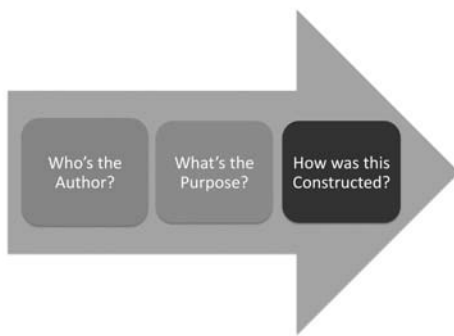 Who's the
Author?
What's the
Purpose?
How was this
Constructed?